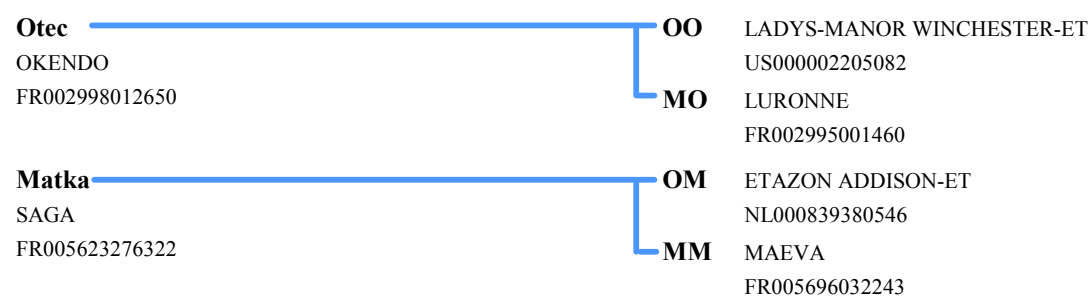 Otec OO LADYS-MANOR WINCHESTER-ET
OKENDO US000002205082
FR002998012650 MO LURONNE
FR002995001460
Matka OM ETAZON ADDISON-ET
SAGA NL000839380546
FR005623276322 MM MAEVA
FR005696032243